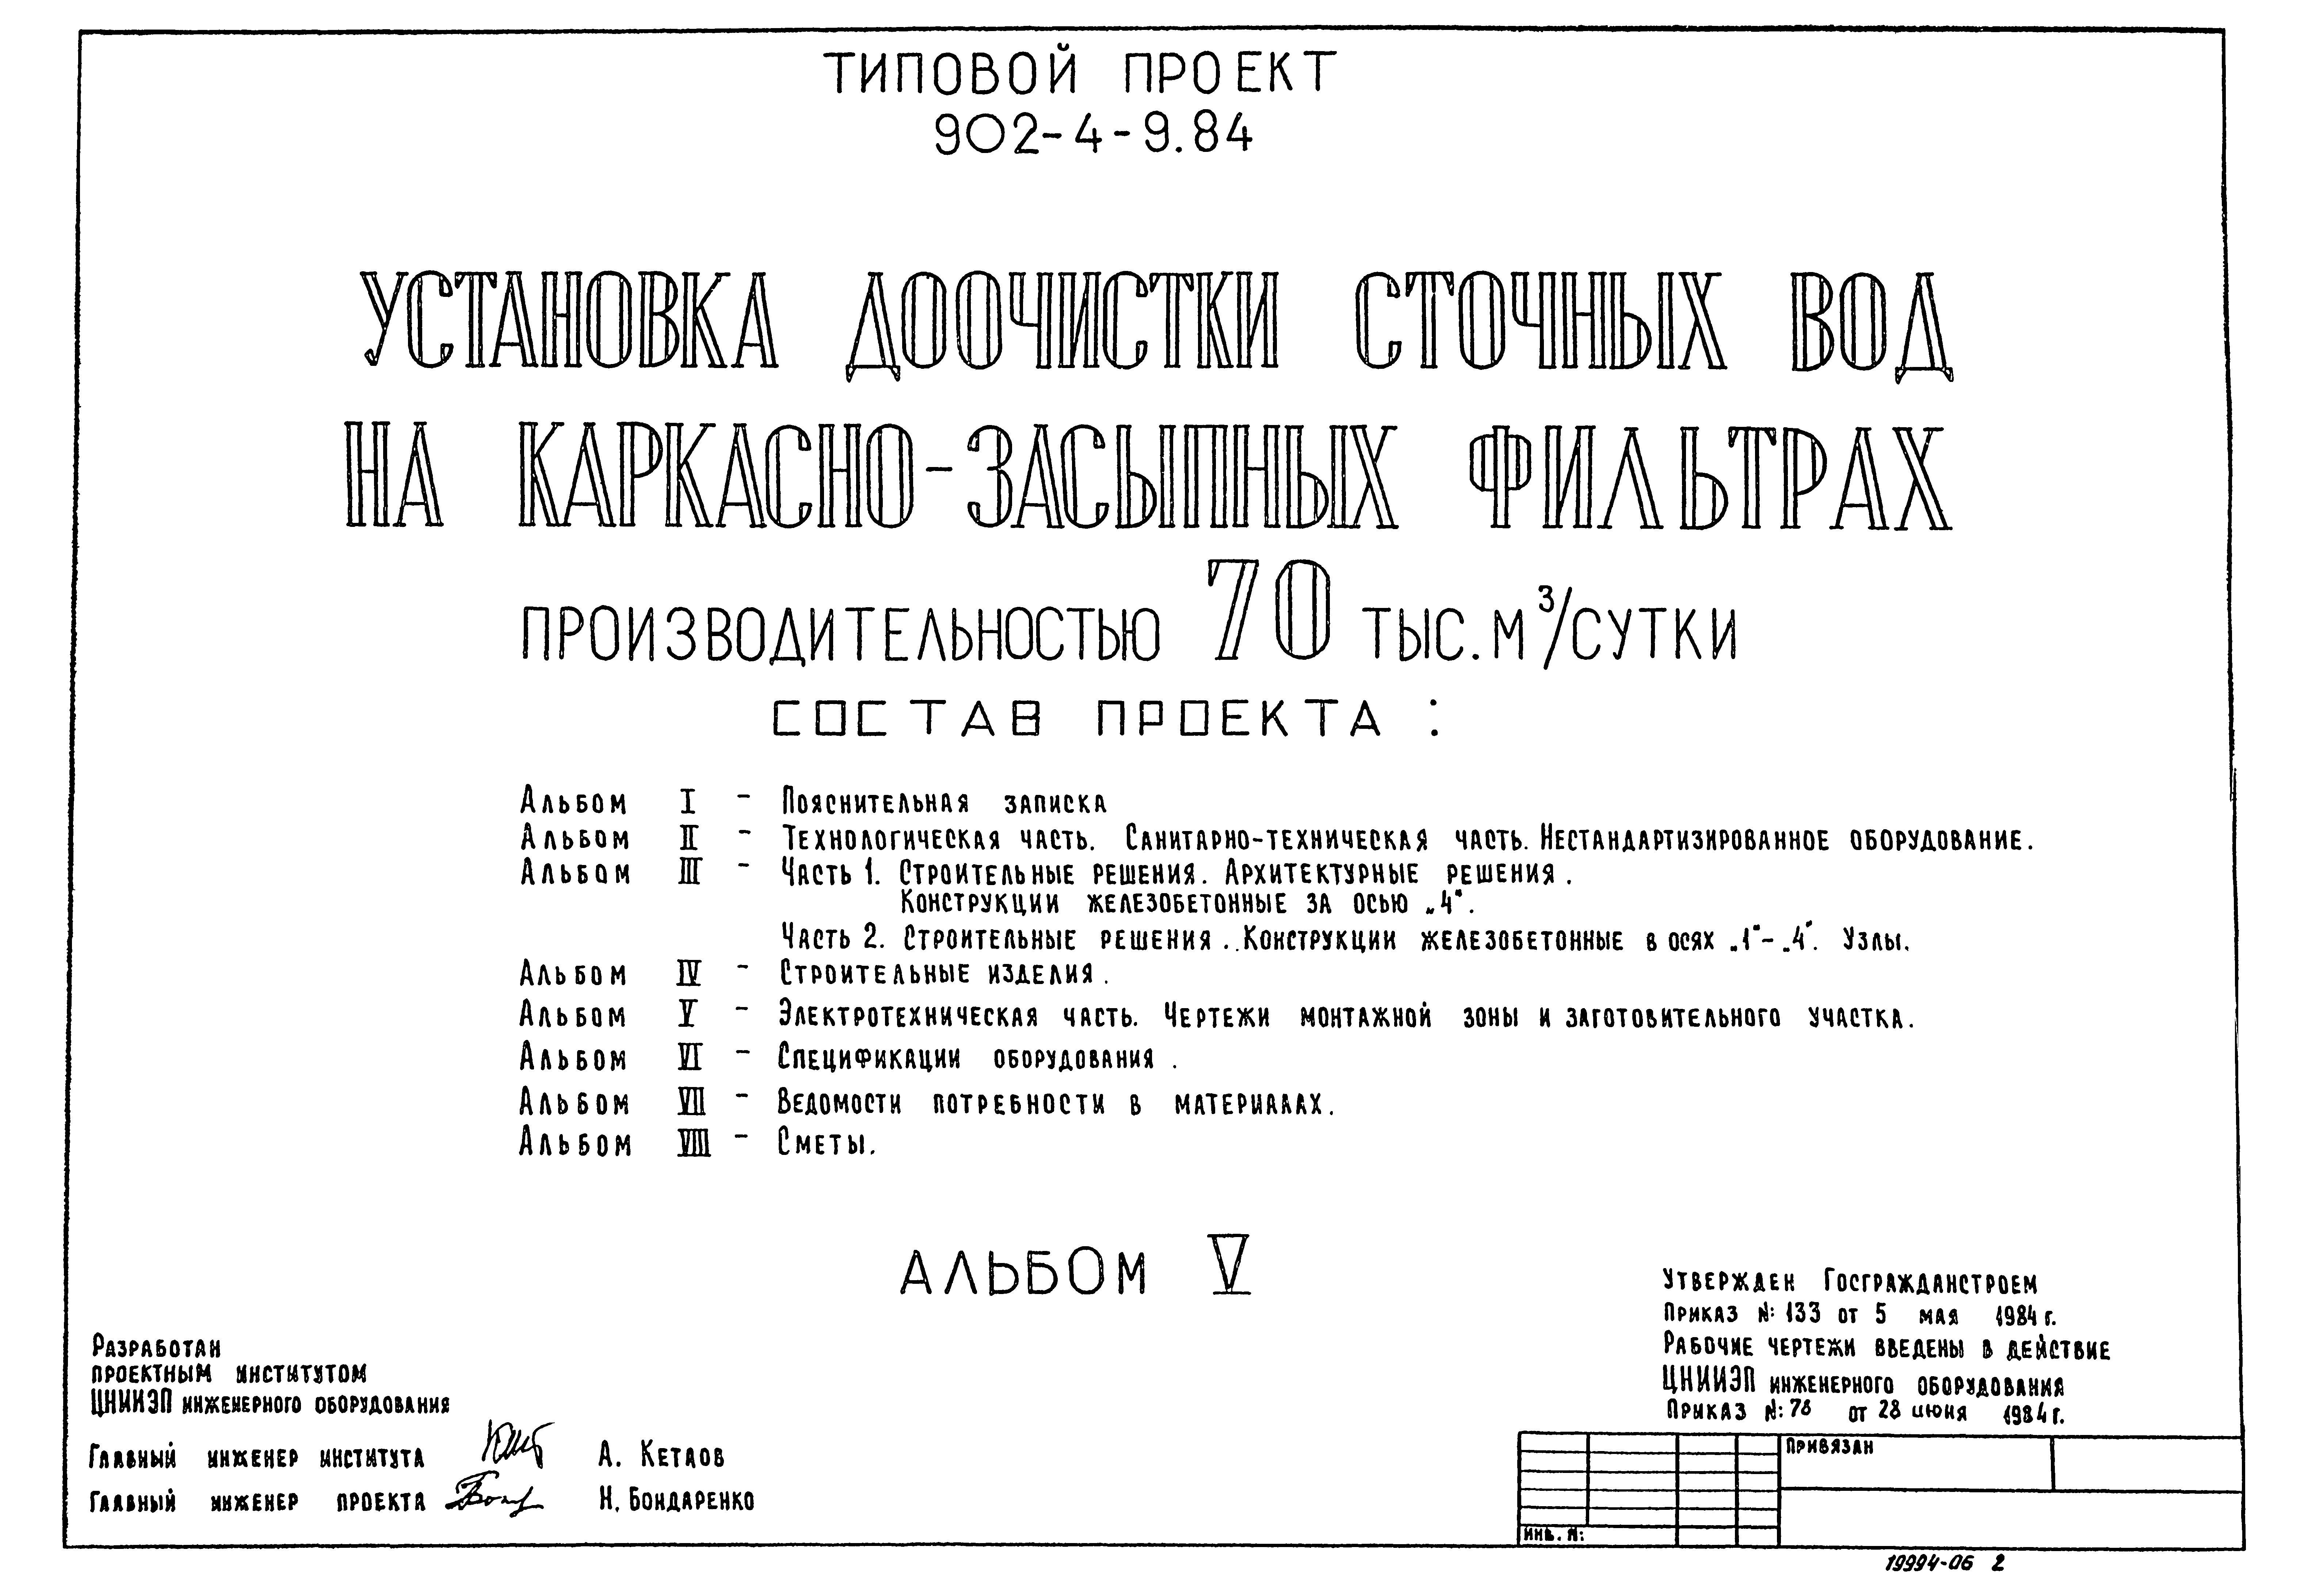 ТИПОВОЙ ПРОЕКТ
902-4-9.84
УСТАНОВКА ДООЧИСТКИ СТОЧНЫХ ВОД
НА КАРКАСНО-ЗАСЫПНЫХ ФИЛЬТРАХ
ПРОИЗВОДИТЕЛЬНОСТЬЮ 70 ТЫС.М³/СУТКИ
СОСТАВ ПРОЕКТА :
АЛЬБОМ I - ПОЯСНИТЕЛЬНАЯ ЗАПИСКА
АЛЬБОМ II - ТЕХНОЛОГИЧЕСКАЯ ЧАСТЬ. САНИТАРНО-ТЕХНИЧЕСКАЯ ЧАСТЬ. НЕСТАНДАРТИЗИРОВАННОЕ ОБОРУДОВАНИЕ.
АЛЬБОМ III - ЧАСТЬ 1. СТРОИТЕЛЬНЫЕ РЕШЕНИЯ. АРХИТЕКТУРНЫЕ РЕШЕНИЯ.
КОНСТРУКЦИИ ЖЕЛЕЗОБЕТОННЫЕ ЗА ОСЬЮ „4“.
ЧАСТЬ 2. СТРОИТЕЛЬНЫЕ РЕШЕНИЯ.. КОНСТРУКЦИИ ЖЕЛЕЗОБЕТОННЫЕ В ОСЯХ „1“-„4“. УЗЛЫ.
АЛЬБОМ IV - СТРОИТЕЛЬНЫЕ ИЗДЕЛИЯ.
АЛЬБОМ V - ЭЛЕКТРОТЕХНИЧЕСКАЯ ЧАСТЬ. ЧЕРТЕЖИ МОНТАЖНОЙ ЗОНЫ И ЗАГОТОВИТЕЛЬНОГО УЧАСТКА.
АЛЬБОМ VI - СПЕЦИФИКАЦИИ ОБОРУДОВАНИЯ.
АЛЬБОМ VII - ВЕДОМОСТИ ПОТРЕБНОСТИ В МАТЕРИАЛАХ.
АЛЬБОМ VIII - СМЕТЫ.
АЛЬБОМ V
РАЗРАБОТАН
ПРОЕКТНЫМ ИНСТИТУТОМ
ЦНИИЭП ИНЖЕНЕРНОГО ОБОРУДОВАНИЯ
ГЛАВНЫЙ ИНЖЕНЕР ИНСТИТУТА А. КЕТАОВ
ГЛАВНЫЙ ИНЖЕНЕР ПРОЕКТА Н. БОНДАРЕНКО
УТВЕРЖДЕН ГОСГРАЖДАНСТРОЕМ
ПРИКАЗ №: 133 ОТ 5 МАЯ 1984 г.
РАБОЧИЕ ЧЕРТЕЖИ ВВЕДЕНЫ В ДЕЙСТВИЕ
ЦНИИЭП ИНЖЕНЕРНОГО ОБОРУДОВАНИЯ
ПРИКАЗ №: 78 ОТ 28 ИЮНЯ 1984 г.
ПРИВЯЗАН
ИНВ. №:
19994-06 2